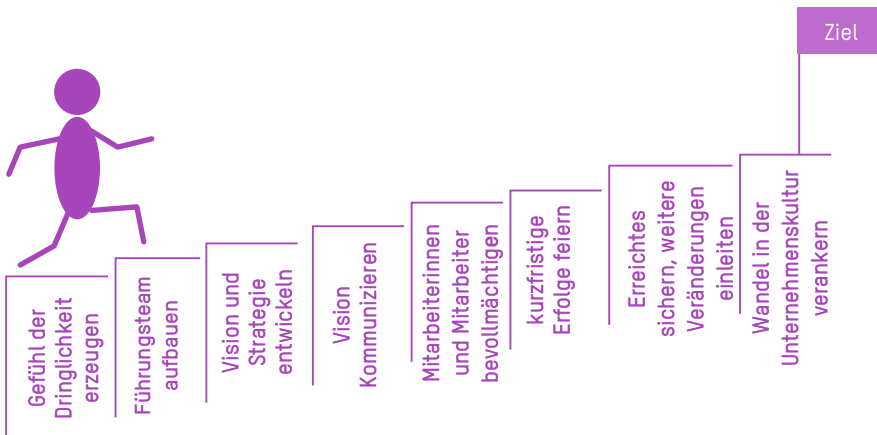 Ziel
Gefühl der
Dringlichkeit
erzeugen
Führungsteam
aufbauen
Vision und
Strategie
entwickeln
Vision
Kommunizieren
Mitarbeiterinnen
und Mitarbeiter
bevollmächtigen
kurzfristige
Erfolge feiern
Erreichtes
sichern, weitere
Veränderungen
einleiten
Wandel in der
Unternehmenskultur
verankern